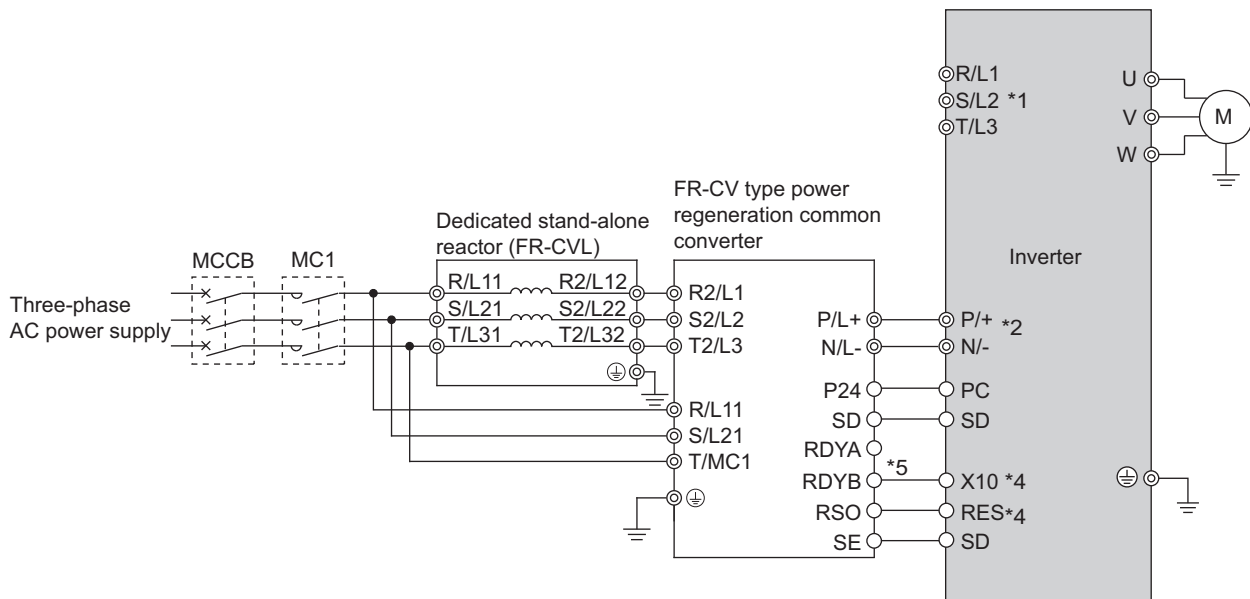 R/L1
S/L2 *1
T/L3
U
V
W
M
FR-CV type power
regeneration common
converter
Dedicated stand-alone
reactor (FR-CVL)
MCCB
MC1
Inverter
Three-phase
AC power supply
R/L11
R2/L12
S/L21
S2/L22
T/L31
T2/L32
R2/L1
S2/L2
T2/L3
R/L11
S/L21
T/MC1
P/L+
N/L-
P24
SD
RDYA
RDYB
RSO
SE
*5
P/+
*2
N/-
PC
SD
X10 *4
RES*4
SD